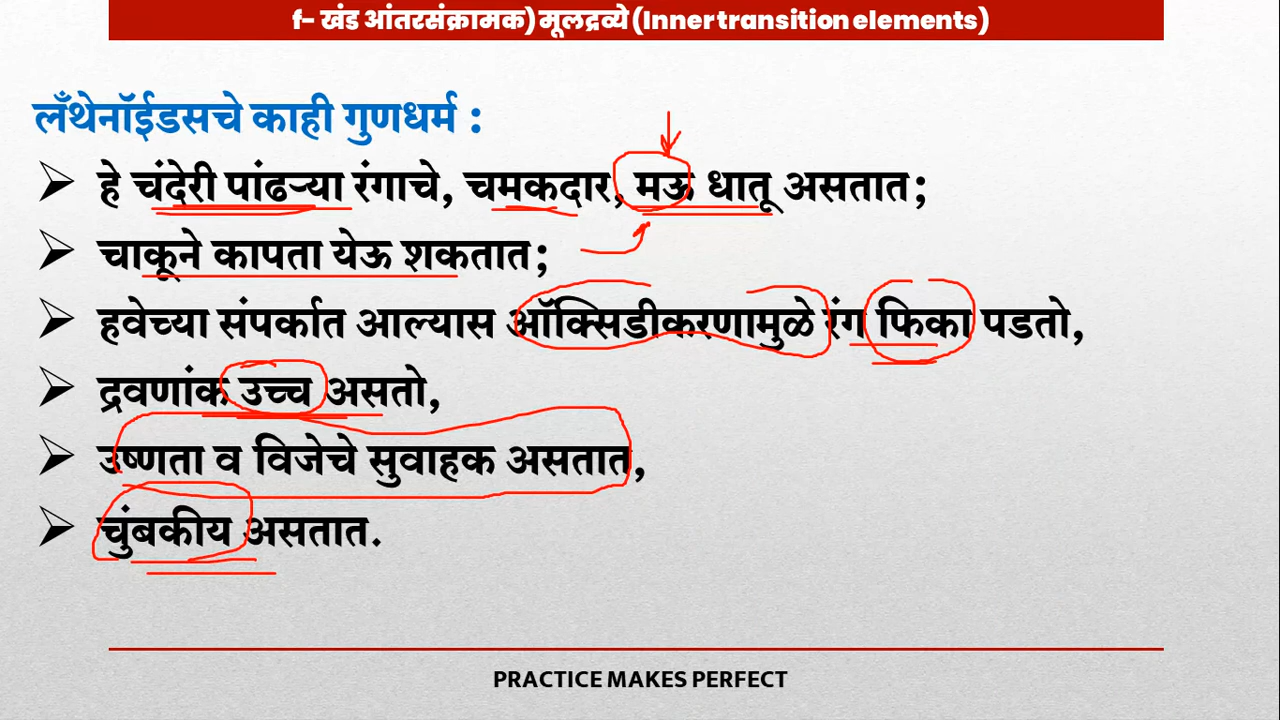 f- खंड आंतरसंक्रामक) मूलद्रव्ये (Inner transition elements)
लँथेनॉईडसचे काही गुणधर्म :
हे चंदेरी पांढऱ्या रंगाचे, चमकदार, मऊ धातू असतात;
चाकूने कापता येऊ शकतात;
हवेच्या संपर्कात आल्यास ऑक्सिडीकरणामुळे रंग फिका पडतो,
द्रवणांक उच्च असतो,
उष्णता व विजेचे सुवाहक असतात,
चुंबकीय असतात.
PRACTICE MAKES PERFECT